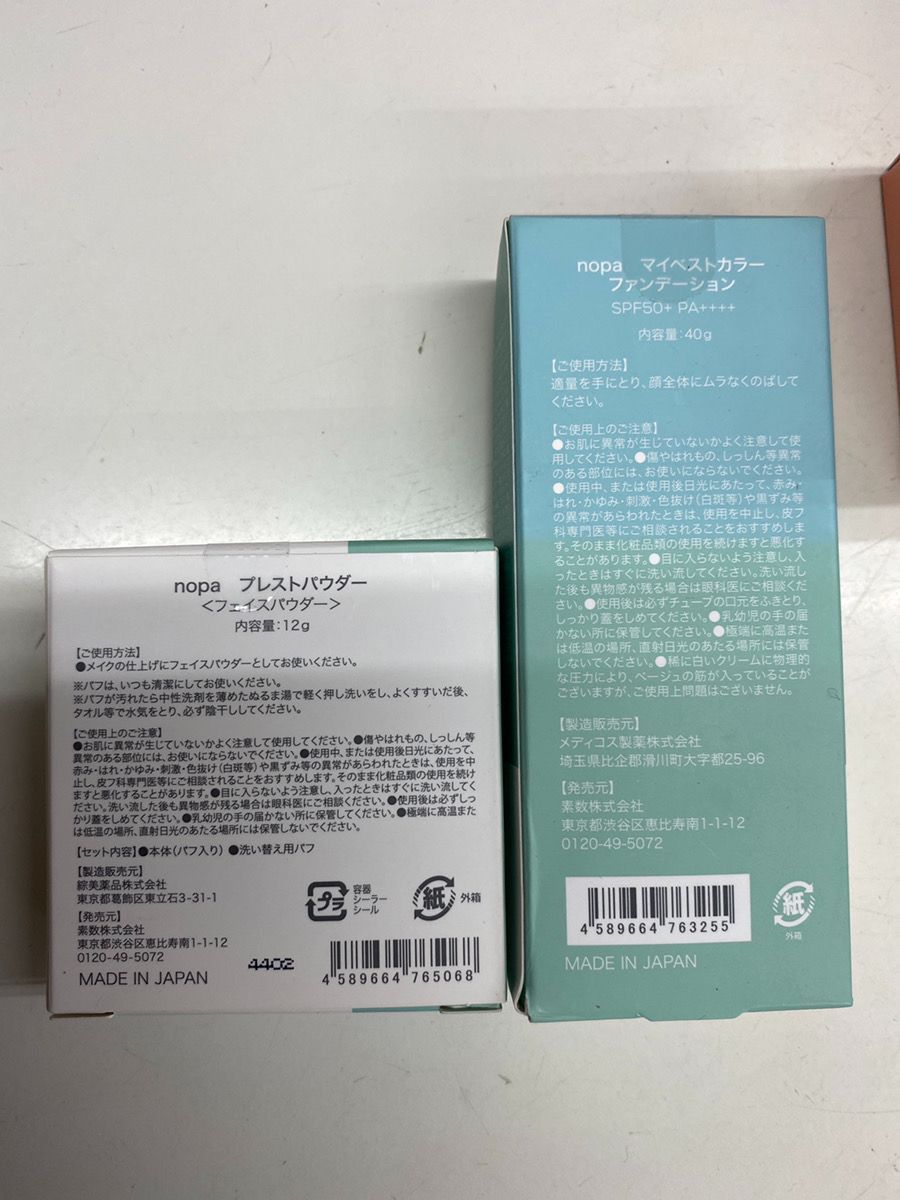 nopa プレストパウダー
<フェイスパウダー>
内容量:12g
【ご使用方法】
●メイクの仕上げにフェイスパウダーとしてお使いください。
※パフは、いつも清潔にしてお使いください。
※パフが汚れたら中性洗剤を薄めたぬるま湯で軽く押し洗いをし、よくすすいだ後、
タオル等で水気をとり、必ず陰干ししてください。
【ご使用上のご注意】
●お肌に異常が生じていないかよく注意して使用してください。●傷やはれもの、しっしん等
異常のある部位には、お使いにならないでください。●使用中、または使用後日光にあたって、
赤み・はれ・かゆみ・刺激・色抜け(白斑等)や黒ずみ等の異常があらわれたときは、使用を中
止し、皮フ科専門医等にご相談されることをおすすめします。そのまま化粧品類の使用を続け
ますと悪化することがあります。●目に入らないよう注意し、入ったときはすぐに洗い流してく
ださい。洗い流した後も異物感が残る場合は眼科医にご相談ください。●使用後は必ずしっ
かり蓋をしめてください。●乳幼児の手の届かない所に保管してください。●極端に高温また
は低温の場所、直射日光のあたる場所には保管しないでください。
【セット内容】●本体(パフ入り) ●洗い替え用パフ
【製造販売元】
綜美薬品株式会社
東京都葛飾区東立石3-31-1
【発売元】
素数株式会社
東京都渋谷区恵比寿南1-1-12
0120-49-5072
MADE IN JAPAN
4402
プラ
容器
シーラー
シール
紙
外箱
4 589664 765068
nopa マイベストカラー
ファンデーション
SPF50+ PA++++
内容量:40g
【ご使用方法】
適量を手にとり、顔全体にムラなくのばして
ください。
【ご使用上のご注意】
●お肌に異常が生じていないかよく注意して使
用してください。●傷やはれもの、しっしん等異常
のある部位には、お使いにならないでください。
●使用中、または使用後日光にあたって、赤み・
はれ・かゆみ・刺激・色抜け(白斑等)や黒ずみ等
の異常があらわれたときは、使用を中止し、皮フ
科専門医等にご相談されることをおすすめしま
す。そのまま化粧品類の使用を続けますと悪化す
ることがあります。●目に入らないよう注意し、入
ったときはすぐに洗い流してください。洗い流し
た後も異物感が残る場合は眼科医にご相談くだ
さい。●使用後は必ずチューブの口元をふきとり、
しっかり蓋をしめてください。●乳幼児の手の届
かない所に保管してください。●極端に高温また
は低温の場所、直射日光のあたる場所には保管
しないでください。●稀に白いクリームに物理的
な圧力により、ベージュの筋が入っていることが
ございますが、ご使用上問題はございません。
【製造販売元】
メディコス製薬株式会社
埼玉県比企郡滑川町大字都25-96
【発売元】
素数株式会社
東京都渋谷区恵比寿南1-1-12
0120-49-5072
4 589664 763255
紙
外箱
MADE IN JAPAN